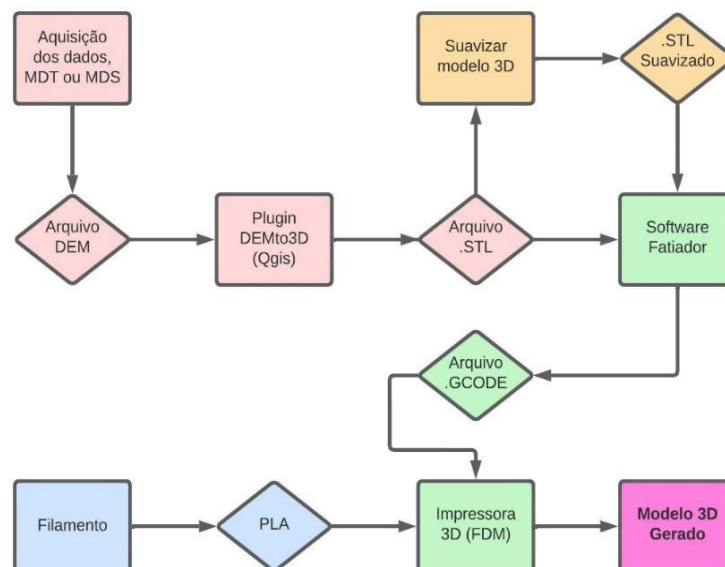 Aquisição
dos dados,
MDT ou MDS
Suavizar
modelo 3D
.STL
Suavizado
Arquivo
DEM
Plugin
DEMto3D
(Qgis)
Arquivo
.STL
Software
Fatiador
Arquivo
.GCODE
Filamento
PLA
Impressora
3D (FDM)
Modelo 3D
Gerado